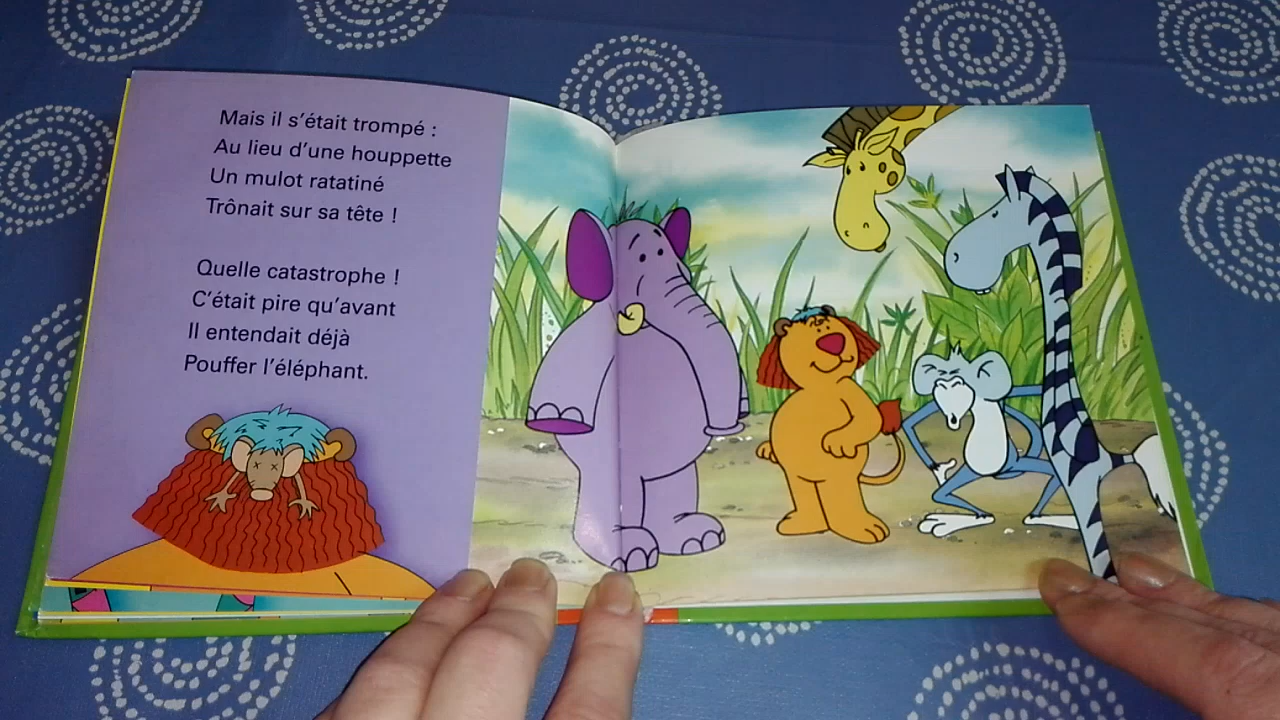 Mais il s'était trompé :
Au lieu d'une houppette
Un mulot ratatiné
Trônait sur sa tête !
Quelle catastrophe !
C'était pire qu'avant
Il entendait déjà
Pouffer l'éléphant.